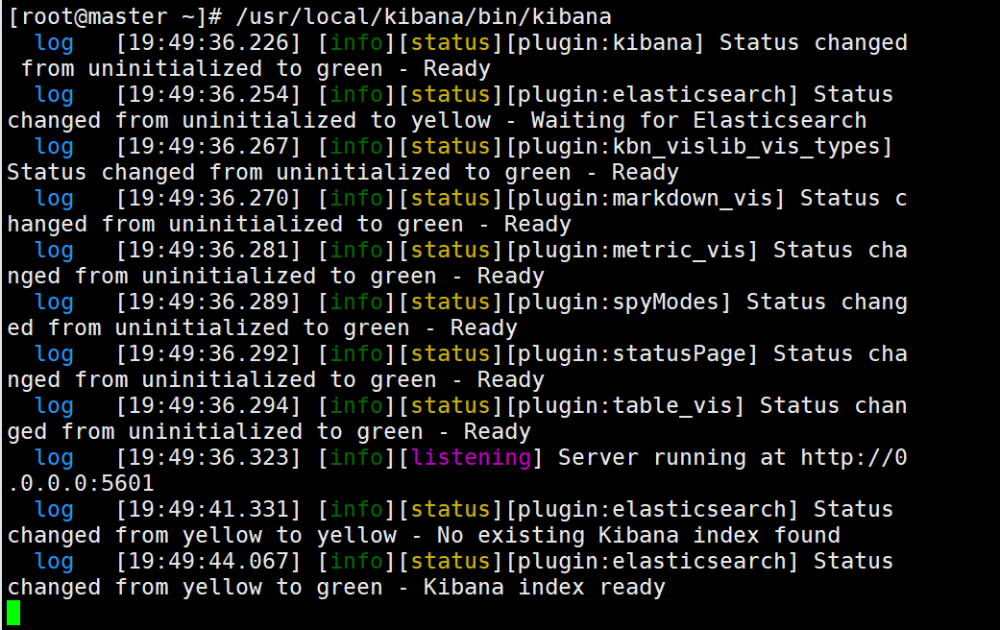 [root@master ~]# /usr/local/kibana/bin/kibana
  log   [19:49:36.226] [info][status][plugin:kibana] Status changed
 from uninitialized to green - Ready
  log   [19:49:36.254] [info][status][plugin:elasticsearch] Status
changed from uninitialized to yellow - Waiting for Elasticsearch
  log   [19:49:36.267] [info][status][plugin:kbn_vislib_vis_types]
Status changed from uninitialized to green - Ready
  log   [19:49:36.270] [info][status][plugin:markdown_vis] Status c
hanged from uninitialized to green - Ready
  log   [19:49:36.281] [info][status][plugin:metric_vis] Status cha
nged from uninitialized to green - Ready
  log   [19:49:36.289] [info][status][plugin:spyModes] Status chang
ed from uninitialized to green - Ready
  log   [19:49:36.292] [info][status][plugin:statusPage] Status cha
nged from uninitialized to green - Ready
  log   [19:49:36.294] [info][status][plugin:table_vis] Status chan
ged from uninitialized to green - Ready
  log   [19:49:36.323] [info][listening] Server running at http://0
.0.0.0:5601
  log   [19:49:41.331] [info][status][plugin:elasticsearch] Status
changed from yellow to yellow - No existing Kibana index found
  log   [19:49:44.067] [info][status][plugin:elasticsearch] Status
changed from yellow to green - Kibana index ready